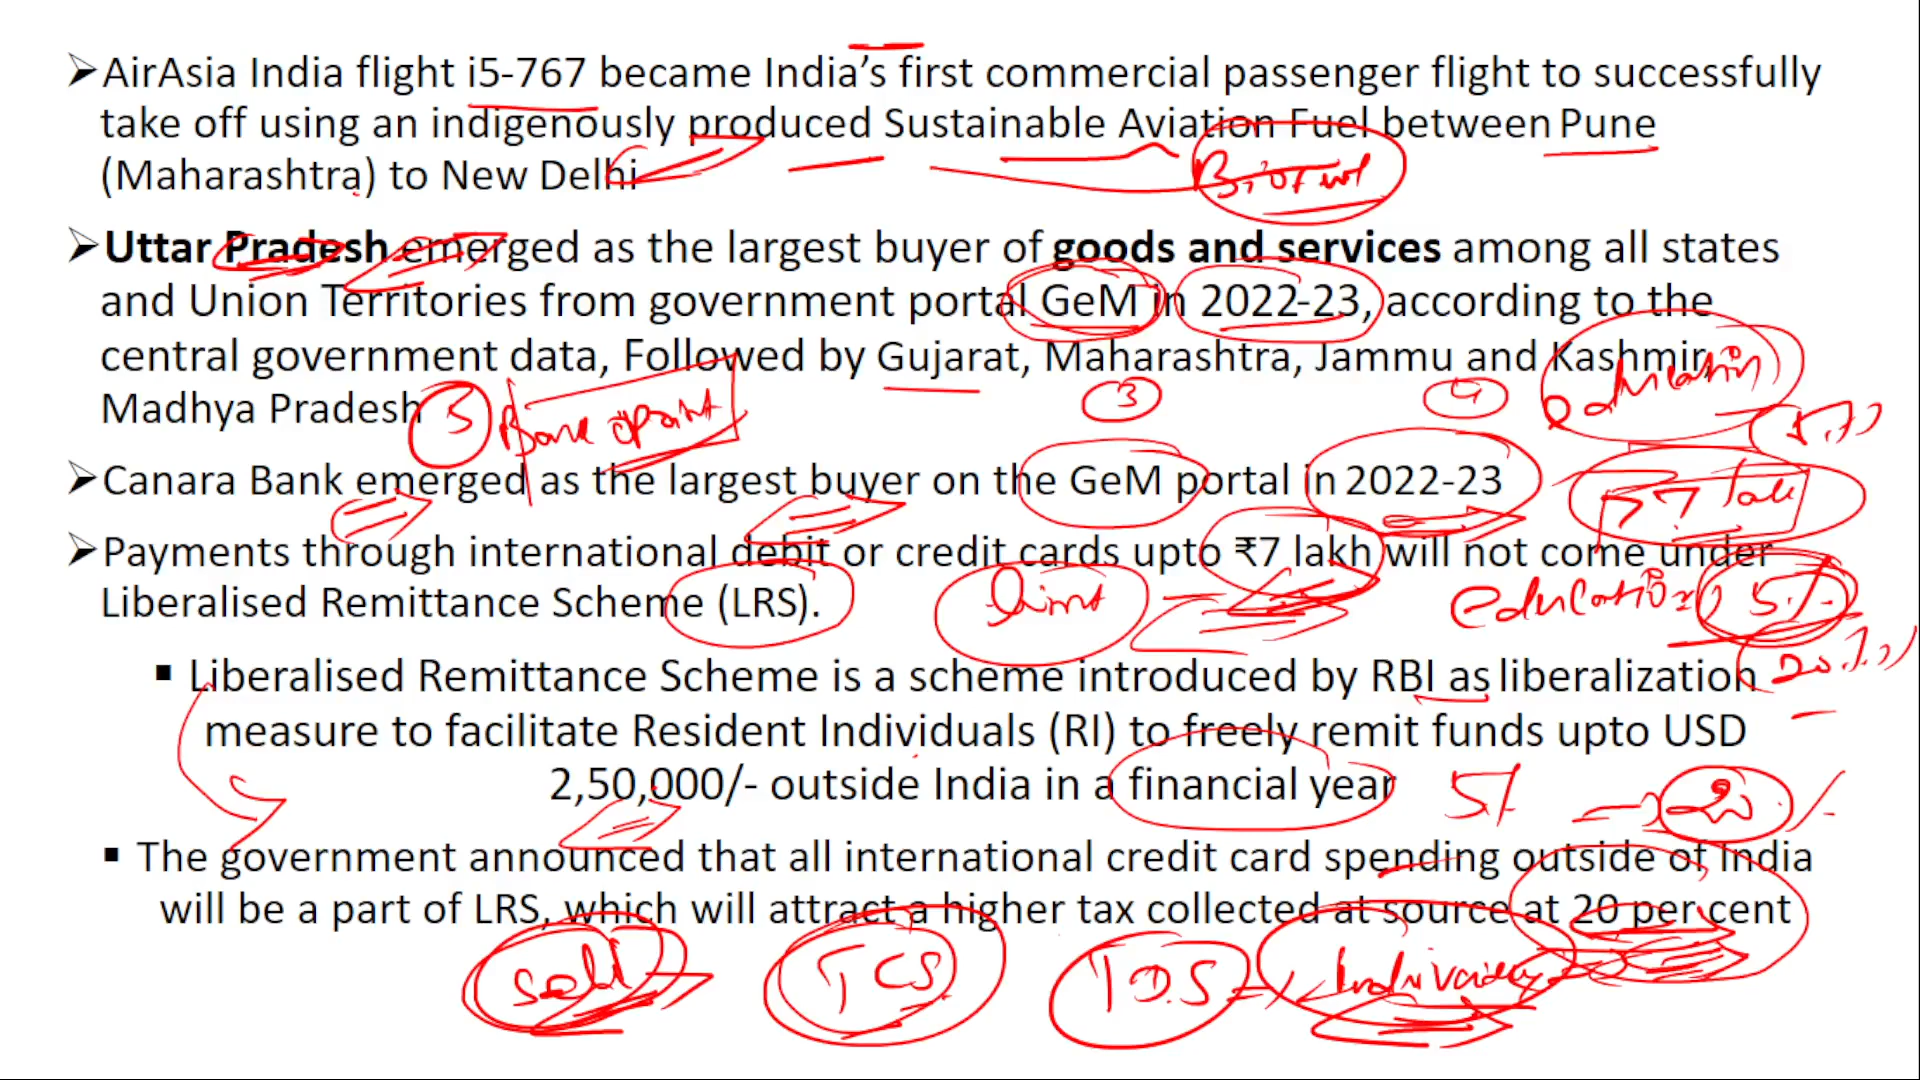 ➢AirAsia India flight i5-767 became India’s first commercial passenger flight to successfully
take off using an indigenously produced Sustainable Aviation Fuel between Pune
(Maharashtra) to New Delhi
Biofuel
➢Uttar Pradesh emerged as the largest buyer of goods and services among all states
and Union Territories from government portal GeM in 2022-23, according to the
central government data, Followed by Gujarat, Maharashtra, Jammu and Kashmir,
education
Madhya Pradesh
3
4
➢Canara Bank emerged as the largest buyer on the GeM portal in 2022-23
7 lakh
➢Payments through international debit or credit cards upto ₹7 lakh will not come under
Liberalised Remittance Scheme (LRS).
limit
education
5%
20%
▪ Liberalised Remittance Scheme is a scheme introduced by RBI as liberalization
measure to facilitate Resident Individuals (RI) to freely remit funds upto USD
2,50,000/- outside India in a financial year
5%
20%
▪ The government announced that all international credit card spending outside of India
will be a part of LRS, which will attract a higher tax collected at source at 20 per cent
TCS
TDS